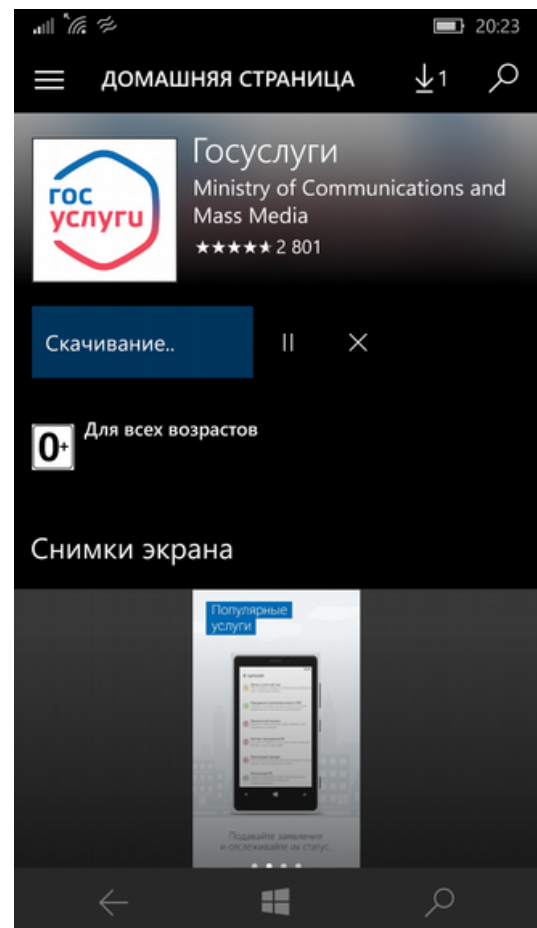 20:23
ДОМАШНЯЯ СТРАНИЦА
1
гос
услуги
Госуслуги
Ministry of Communications and
Mass Media
2 801
Скачивание..
0+
Для всех возрастов
Снимки экрана
Популярные
услуги
Подавайте заявления
и отслеживайте их статус.